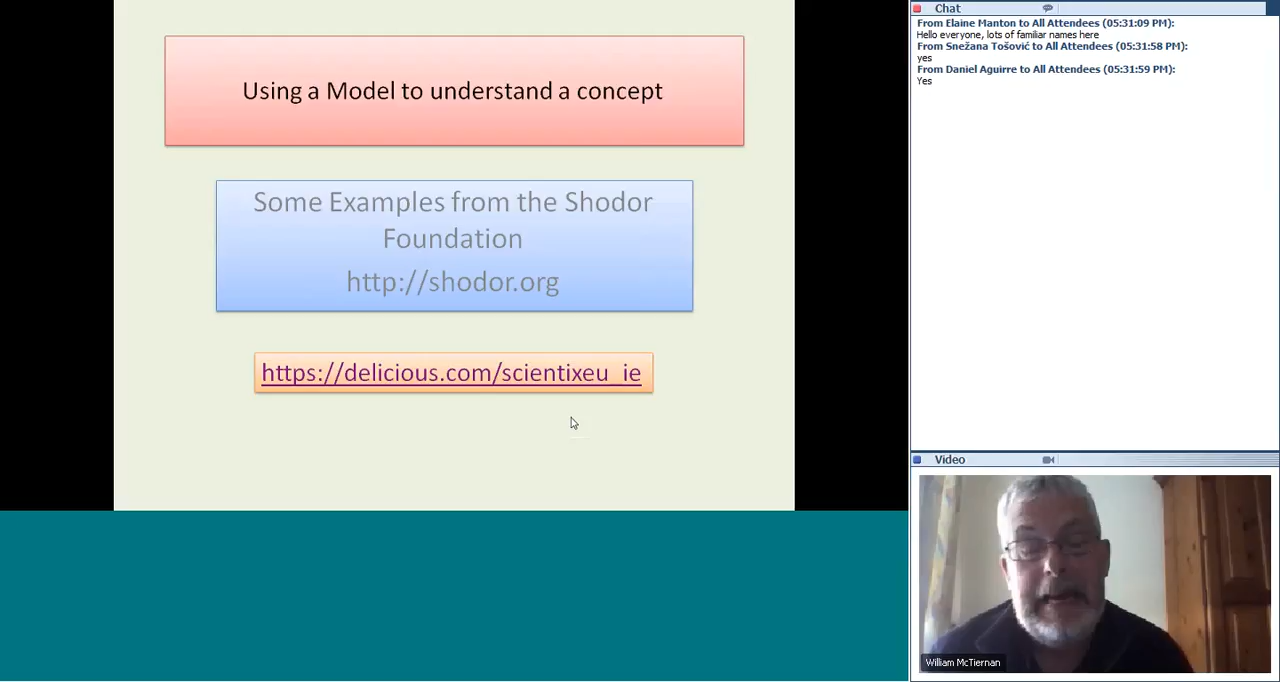 Using a Model to understand a concept
Some Examples from the Shodor
Foundation
http://shodor.org
https://delicious.com/scientixeu_ie
Chat
From Elaine Manton to All Attendees (05:31:09 PM):
Hello everyone, lots of familiar names here
From Snežana Tošović to All Attendees (05:31:58 PM):
yes
From Daniel Aguirre to All Attendees (05:31:59 PM):
Yes
Video
William McTiernan